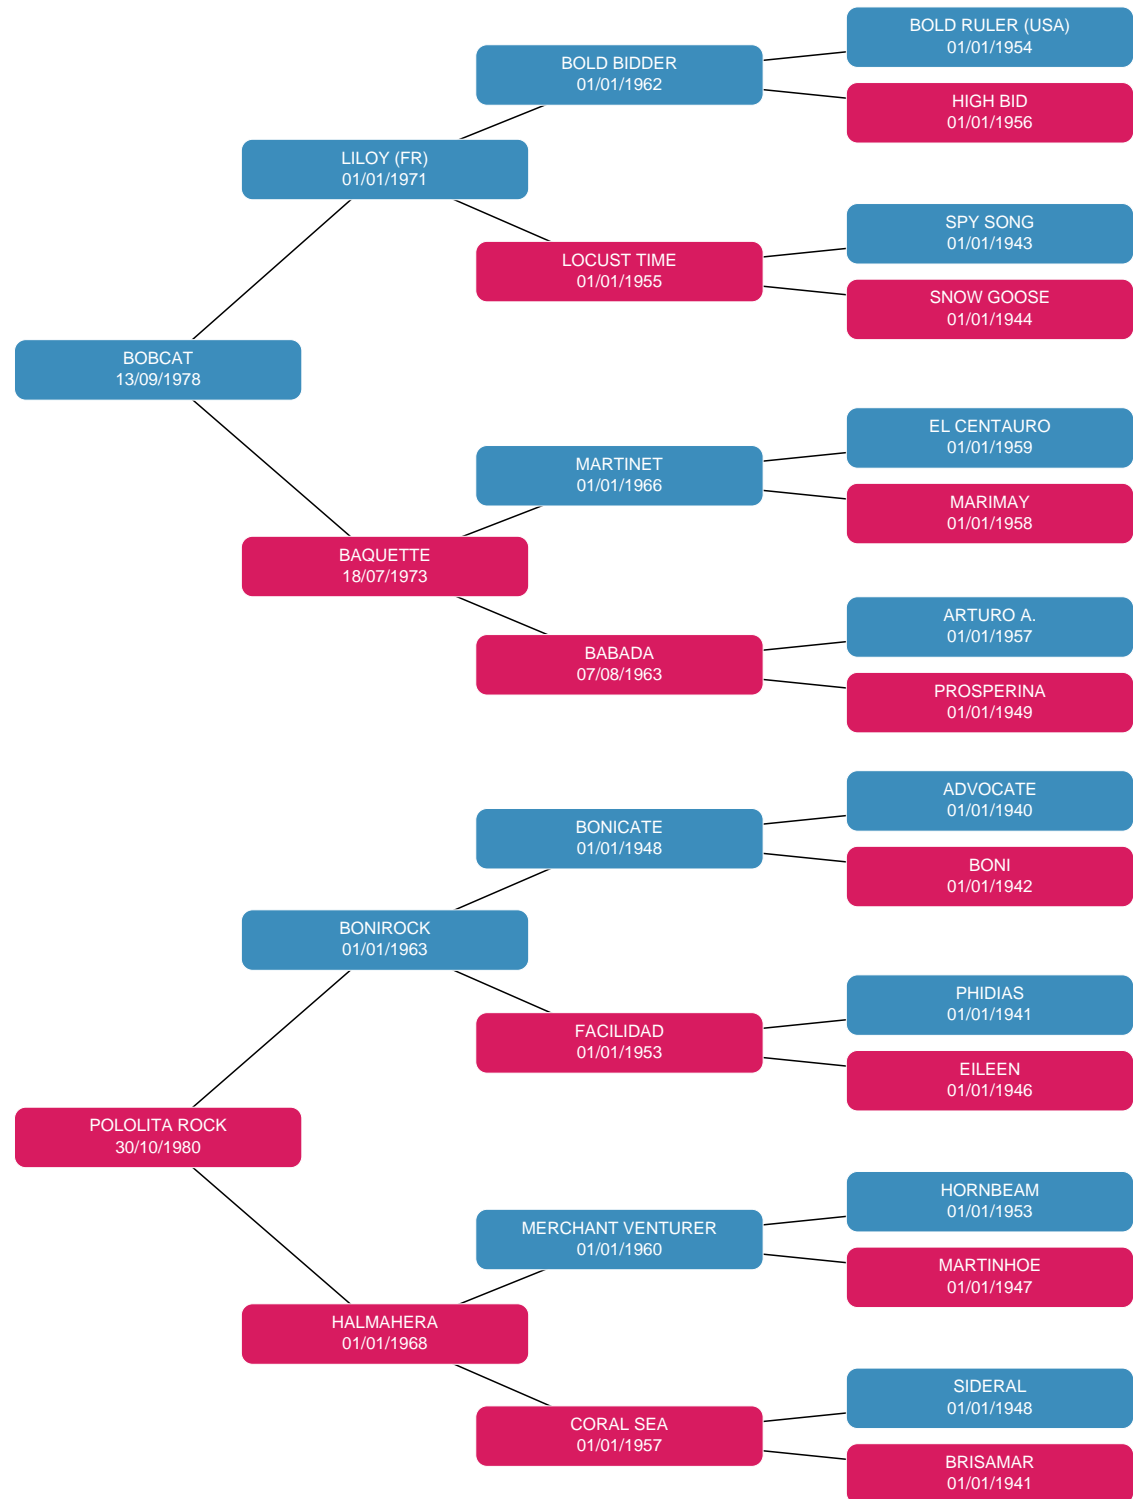 BOLD RULER (USA)
01/01/1954
BOLD BIDDER
01/01/1962
HIGH BID
01/01/1956
LILOY (FR)
01/01/1971
SPY SONG
01/01/1943
LOCUST TIME
01/01/1955
SNOW GOOSE
01/01/1944
BOBCAT
13/09/1978
EL CENTAURO
01/01/1959
MARTINET
01/01/1966
MARIMAY
01/01/1958
BAQUETTE
18/07/1973
ARTURO A.
01/01/1957
BABADA
07/08/1963
PROSPERINA
01/01/1949
ADVOCATE
01/01/1940
BONICATE
01/01/1948
BONI
01/01/1942
BONIROCK
01/01/1963
PHIDIAS
01/01/1941
FACILIDAD
01/01/1953
EILEEN
01/01/1946
POLOLITA ROCK
30/10/1980
HORNBEAM
01/01/1953
MERCHANT VENTURER
01/01/1960
MARTINHOE
01/01/1947
HALMAHERA
01/01/1968
SIDERAL
01/01/1948
CORAL SEA
01/01/1957
BRISAMAR
01/01/1941